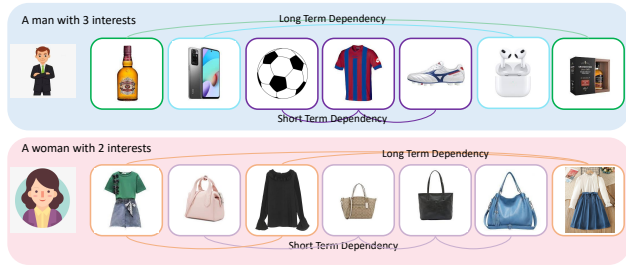 A man with 3 interests
Long Term Dependency
Short Term Dependency
A woman with 2 interests
Long Term Dependency
Short Term Dependency